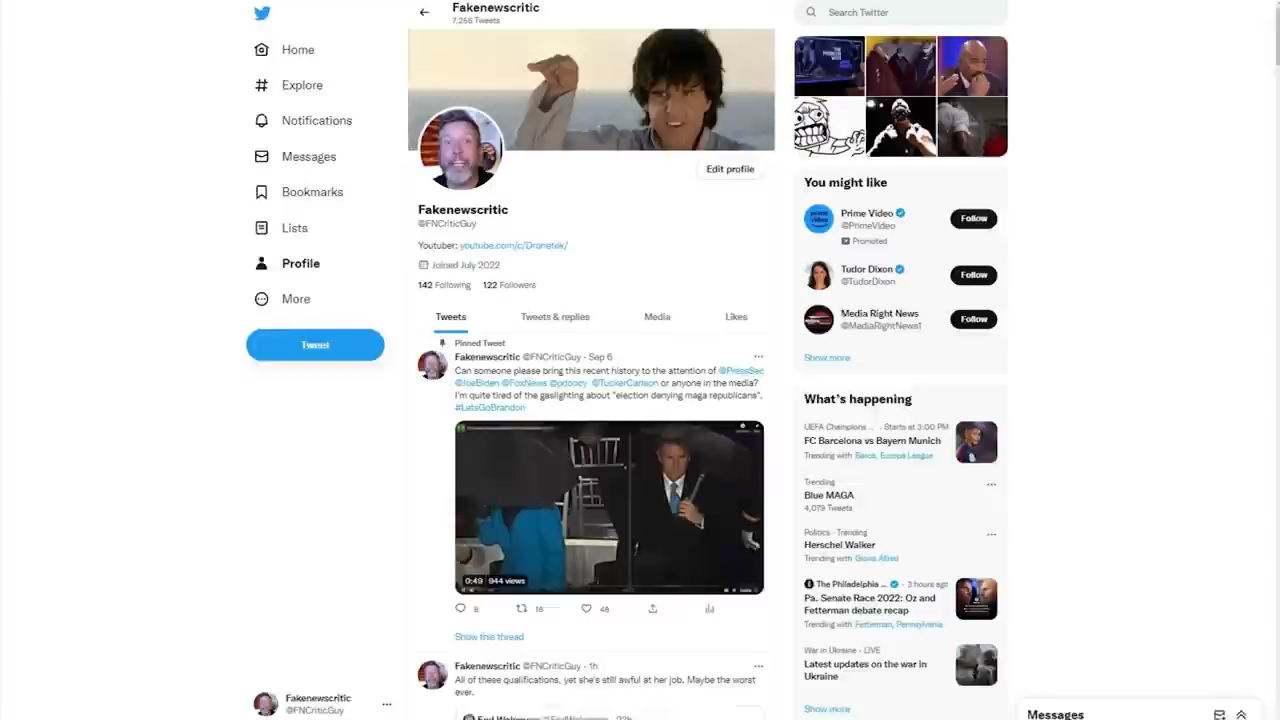 Home
Explore
Notifications
Messages
Bookmarks
Lists
Profile
More
Tweet
Fakenewscritic
@FNCriticGuy
Fakenewscritic
7,255 Tweets
Edit profile
Fakenewscritic
@FNCriticGuy
Youtuber: youtube.com/c/Dronetek/
Joined July 2022
142 Following 122 Followers
Tweets Tweets & replies Media Likes
Pinned Tweet
Fakenewscritic @FNCriticGuy · Sep 6
Can someone please bring this recent history to the attention of @PressSec
@JoeBiden @FoxNews @pdoocy @TuckerCarlson or anyone in the media?
I'm quite tired of the gaslighting about "election denying maga republicans".
#LetsGoBrandon
0:49 944 views
8 16 48
Show this thread
Fakenewscritic @FNCriticGuy · 1h
All of these qualifications, yet she's still awful at her job. Maybe the worst
ever.
22h
Search Twitter
You might like
Prime Video
@PrimeVideo
Promoted
Follow
Tudor Dixon
@TudorDixon
Follow
Media Right News
@MediaRightNews1
Follow
Show more
What's happening
UEFA Champions ... · Starts at 3:00 PM
FC Barcelona vs Bayern Munich
Trending with Barca, Europa League
Trending
Blue MAGA
4,079 Tweets
Politics · Trending
Herschel Walker
Trending with
The Philadelphia ... · 3 hours ago
Pa. Senate Race 2022: Oz and
Fetterman debate recap
Trending with Fetterman, Pennsylvania
War in Ukraine · LIVE
Latest updates on the war in
Ukraine
Show more
Messages